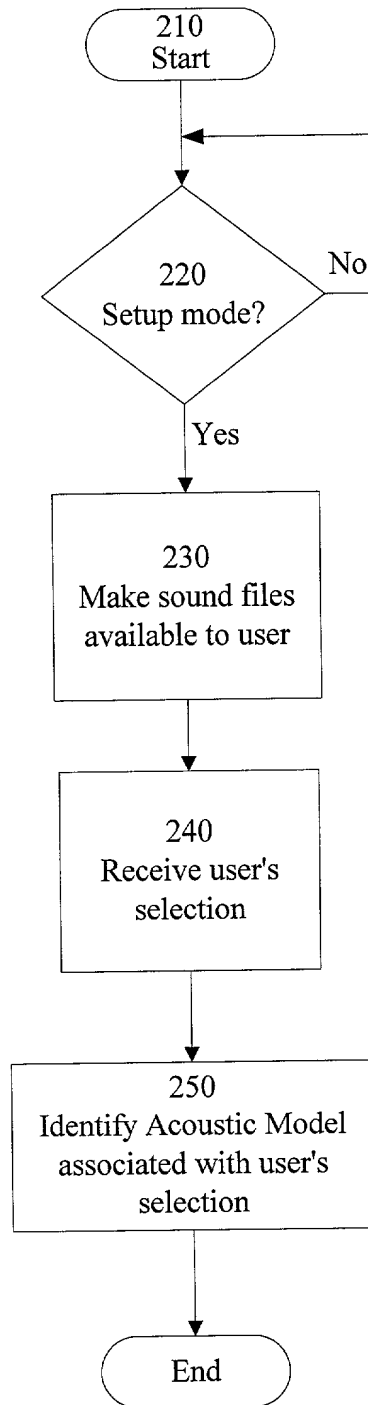 210
Start
220
Setup mode?
No
Yes
230
Make sound files
available to user
240
Receive user's
selection
250
Identify Acoustic Model
associated with user's
selection
End